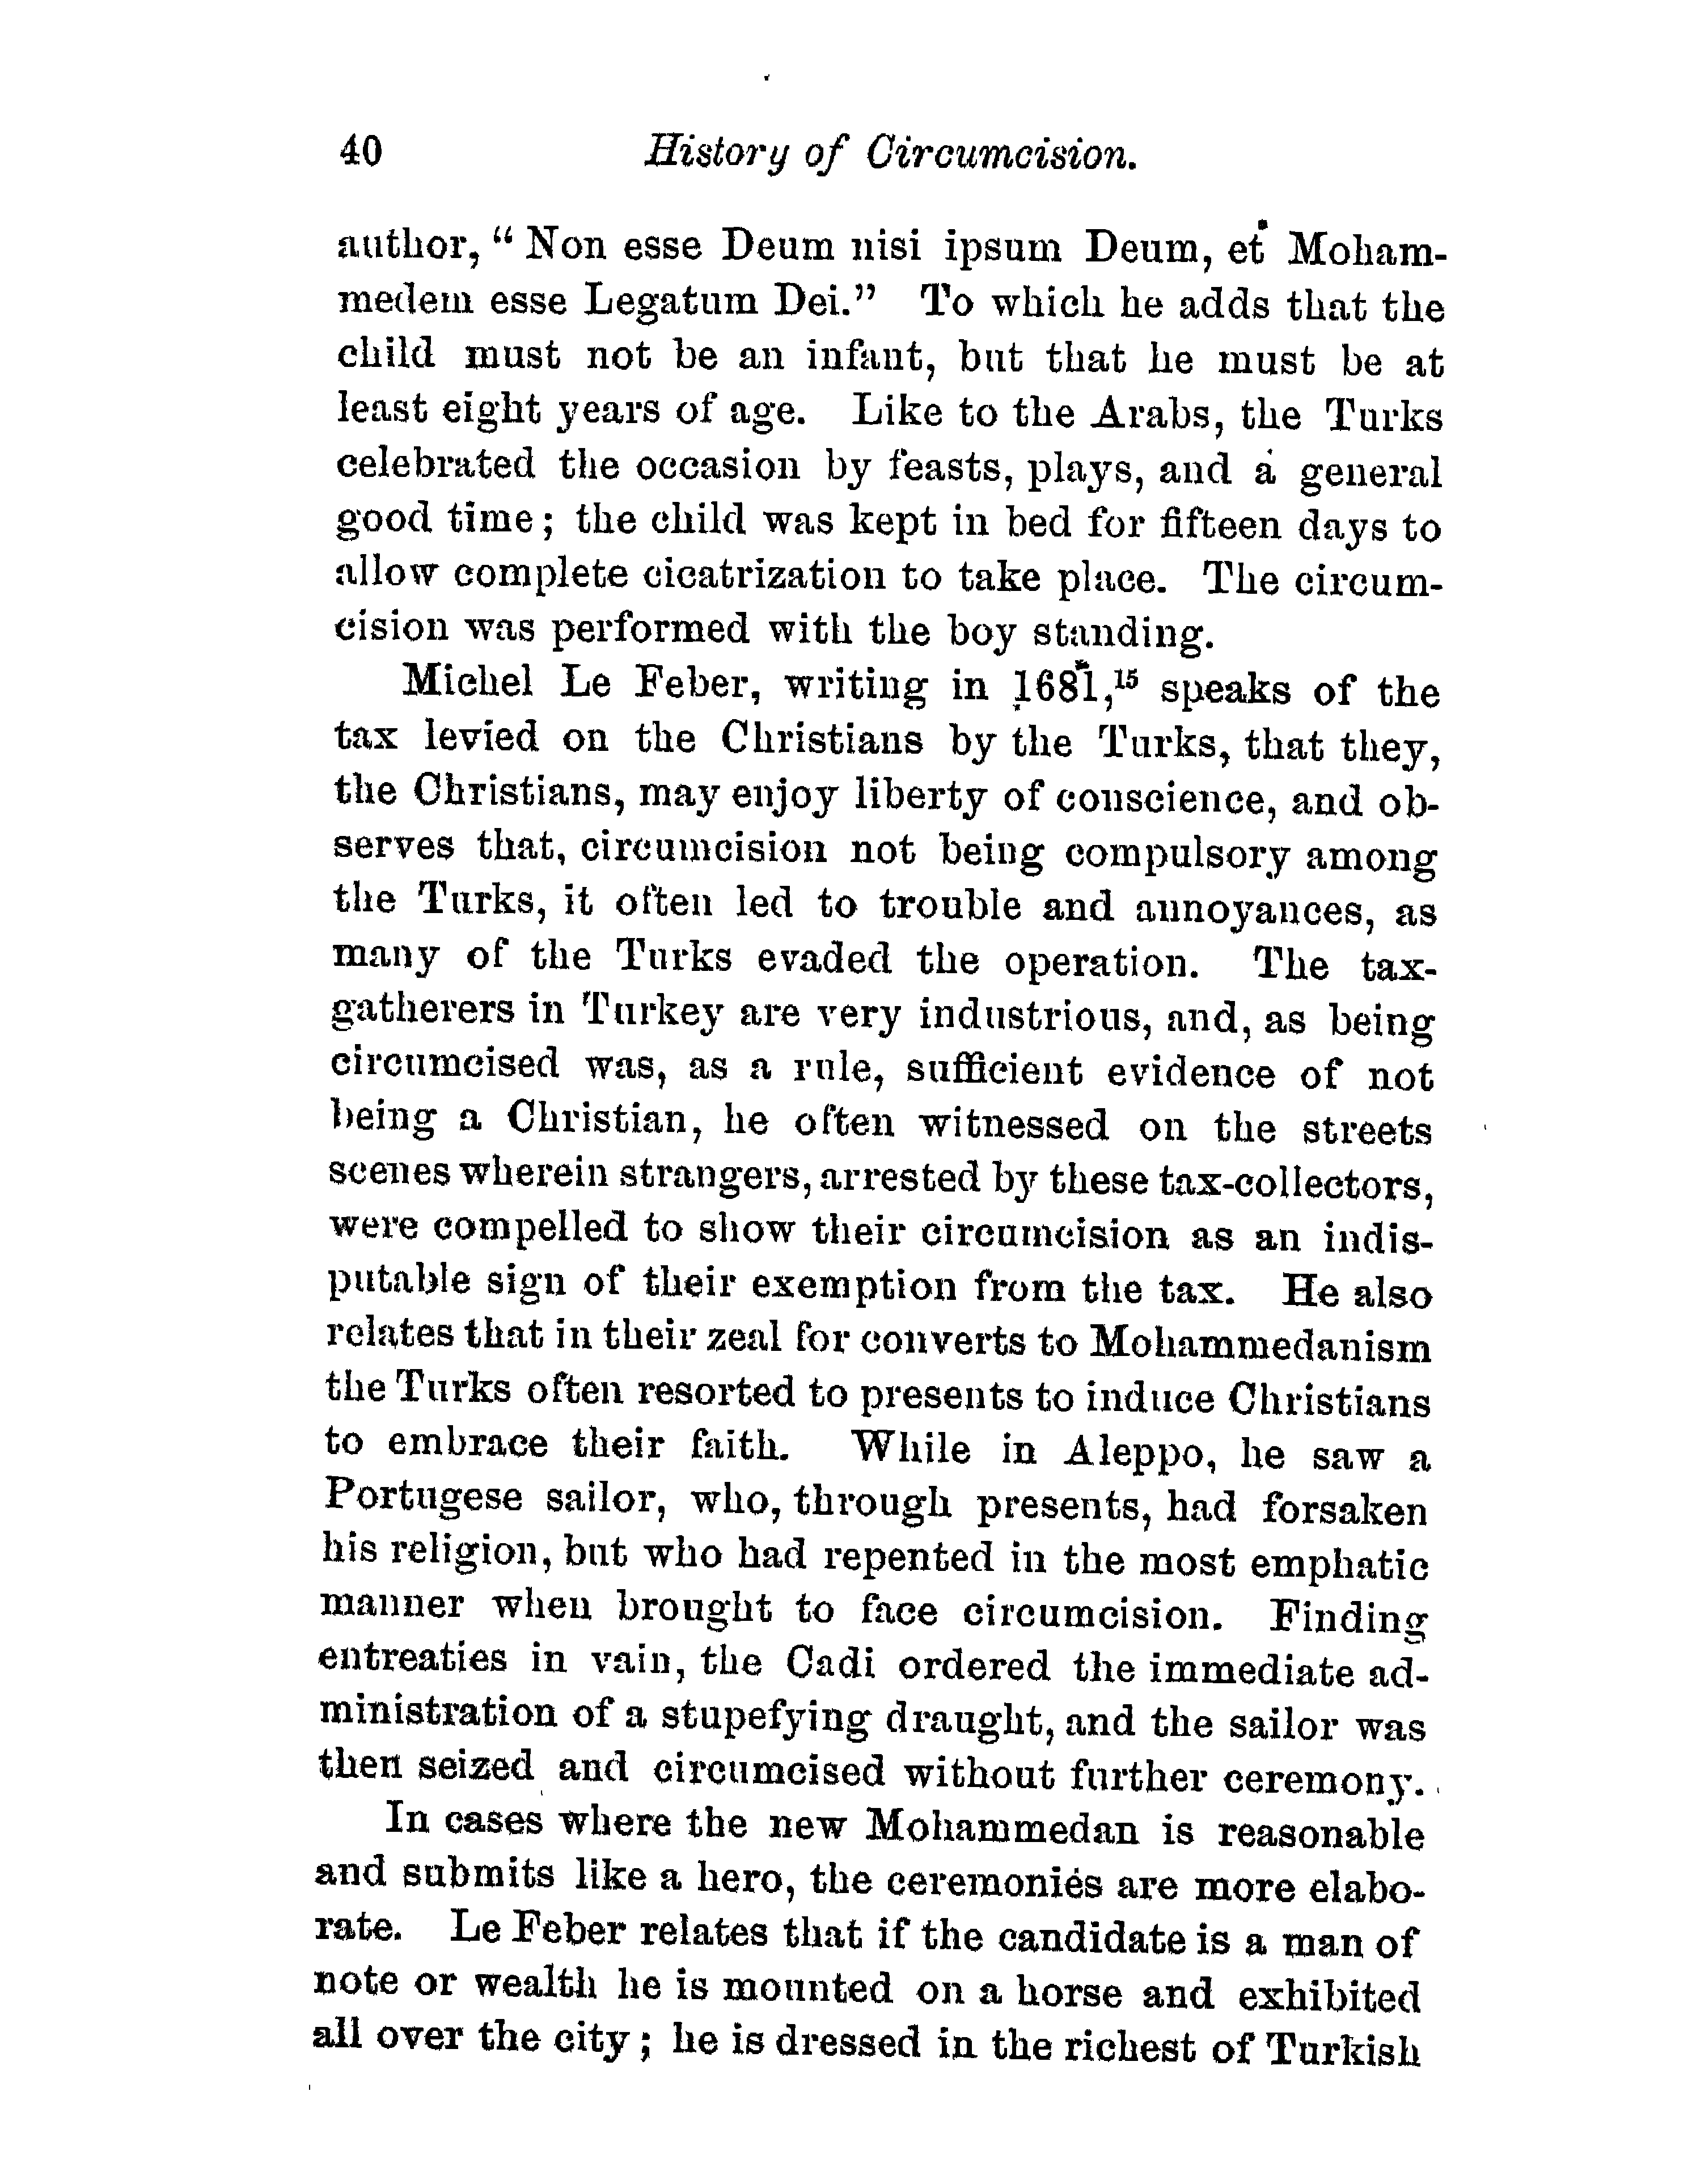 40 History of Circumcision.
author, “ Non esse Deum nisi ipsum Deum, et Moham-
medem esse Legatum Dei.” To which he adds that the
child must not be an infant, but that he must be at
least eight years of age. Like to the Arabs, the Turks
celebrated the occasion by feasts, plays, and a general
good time; the child was kept in bed for fifteen days to
allow complete cicatrization to take place. The circum-
cision was performed with the boy standing.
Michel Le Feber, writing in 1681,¹⁵ speaks of the
tax levied on the Christians by the Turks, that they,
the Christians, may enjoy liberty of conscience, and ob-
serves that, circumcision not being compulsory among
the Turks, it often led to trouble and annoyances, as
many of the Turks evaded the operation. The tax-
gatherers in Turkey are very industrious, and, as being
circumcised was, as a rule, sufficient evidence of not
being a Christian, he often witnessed on the streets
scenes wherein strangers, arrested by these tax-collectors,
were compelled to show their circumcision as an indis-
putable sign of their exemption from the tax. He also
relates that in their zeal for converts to Mohammedanism
the Turks often resorted to presents to induce Christians
to embrace their faith. While in Aleppo, he saw a
Portugese sailor, who, through presents, had forsaken
his religion, but who had repented in the most emphatic
manner when brought to face circumcision. Finding
entreaties in vain, the Cadi ordered the immediate ad-
ministration of a stupefying draught, and the sailor was
then seized and circumcised without further ceremony.
In cases where the new Mohammedan is reasonable
and submits like a hero, the ceremonies are more elabo-
rate. Le Feber relates that if the candidate is a man of
note or wealth he is mounted on a horse and exhibited
all over the city; he is dressed in the richest of Turkish